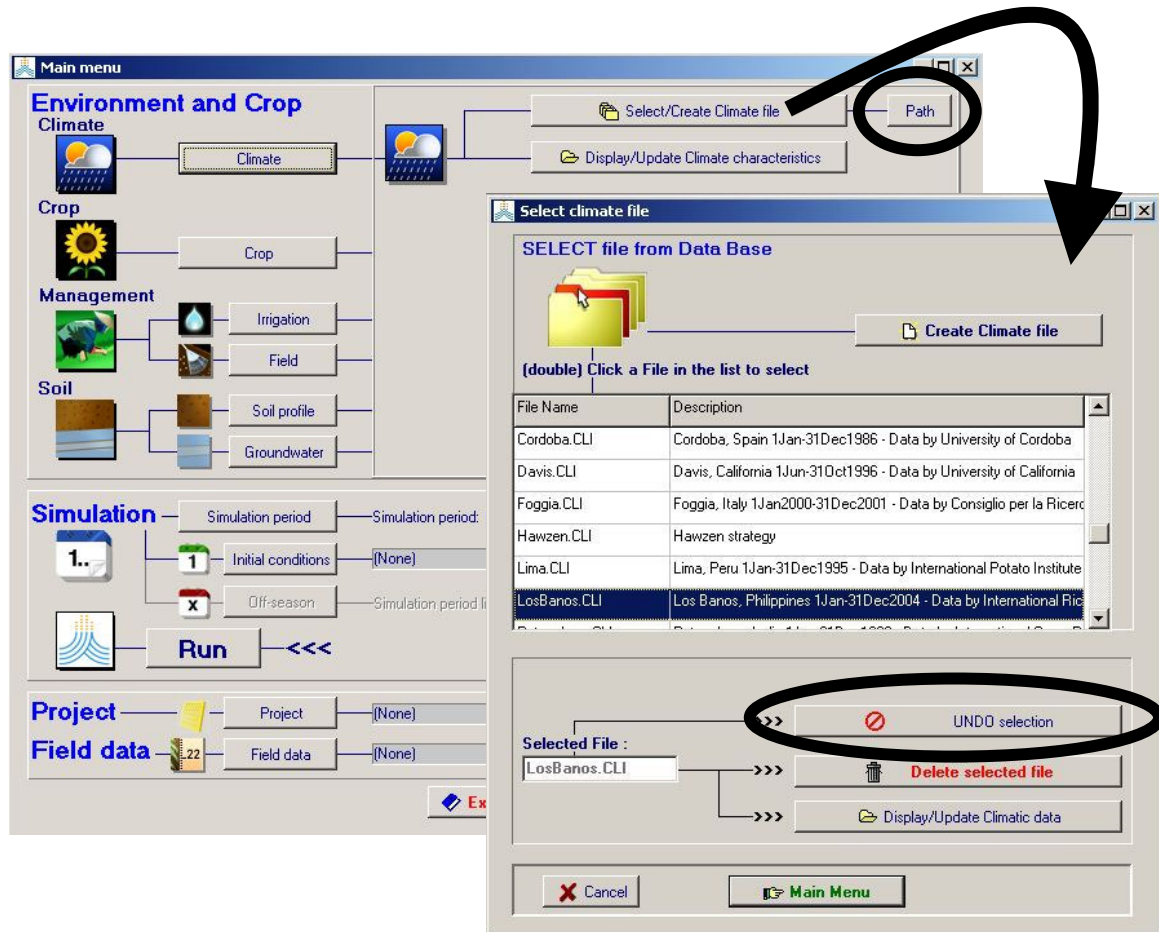 Main menu
Environment and Crop
Climate
Climate
Select/Create Climate file
Path
Display/Update Climate characteristics
Crop
Crop
Management
Irrigation
Field
Soil
Soil profile
Groundwater
Simulation
1..
Simulation period
Simulation period:
1
Initial conditions
(None)
X
Off-season
Simulation period li
Run
<<<
Project
Project
(None)
Field data
.22
Field data
(None)
Ex
Select climate file
SELECT file from Data Base
Create Climate file
(double) Click a File in the list to select
File Name Description
Cordoba.CLI Cordoba, Spain 1Jan-31Dec1986 - Data by University of Cordoba
Davis.CLI Davis, California 1Jun-31Oct1996 - Data by University of California
Foggia.CLI Foggia, Italy 1Jan2000-31Dec2001 - Data by Consiglio per la Ricerc
Hawzen.CLI Hawzen strategy
Lima.CLI Lima, Peru 1Jan-31Dec1995 - Data by International Potato Institute
LosBanos.CLI Los Banos, Philippines 1Jan-31Dec2004 - Data by International Ric
>>> UNDO selection
Selected File :
LosBanos.CLI
>>> Delete selected file
>>> Display/Update Climatic data
Cancel
Main Menu